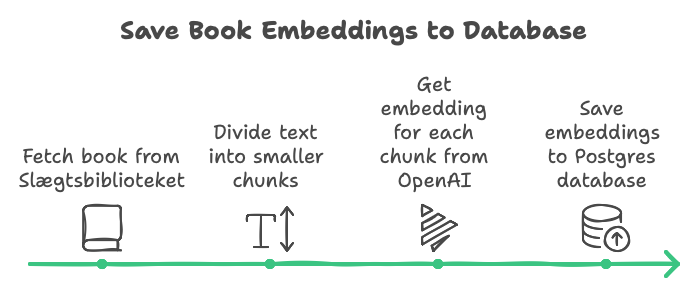 Save Book Embeddings to Database
Fetch book from
Slægtsbiblioteket
Divide text
into smaller
chunks
Get
embedding
for each
chunk from
OpenAI
Save
embeddings
to Postgres
database